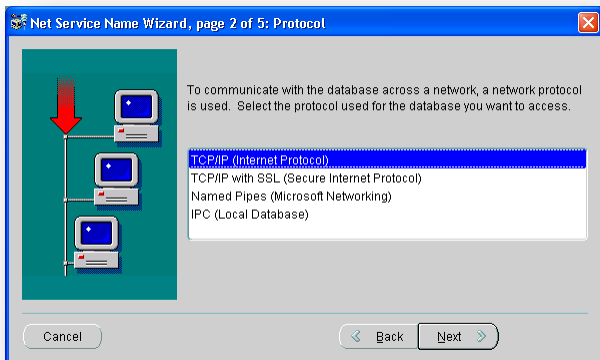 Net Service Name Wizard, page 2 of 5: Protocol
To communicate with the database across a network, a network protocol
is used. Select the protocol used for the database you want to access.
TCP/IP (Internet Protocol)
TCP/IP with SSL (Secure Internet Protocol)
Named Pipes (Microsoft Networking)
IPC (Local Database)
Cancel
Back
Next